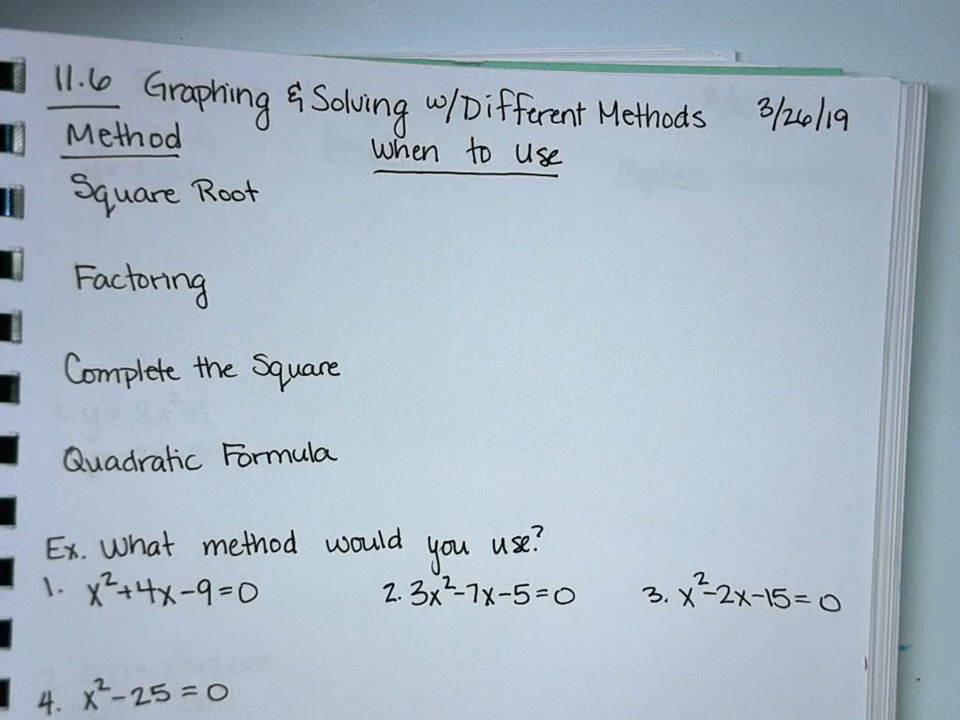 11.6 Graphing & Solving w/Different Methods 3/26/19
Method When to Use
Square Root
Factoring
Complete the Square
Quadratic Formula
Ex. What method would you use?
1. x²+4x-9=0 2. 3x²-7x-5=0 3. x²-2x-15=0
4. x²-25=0